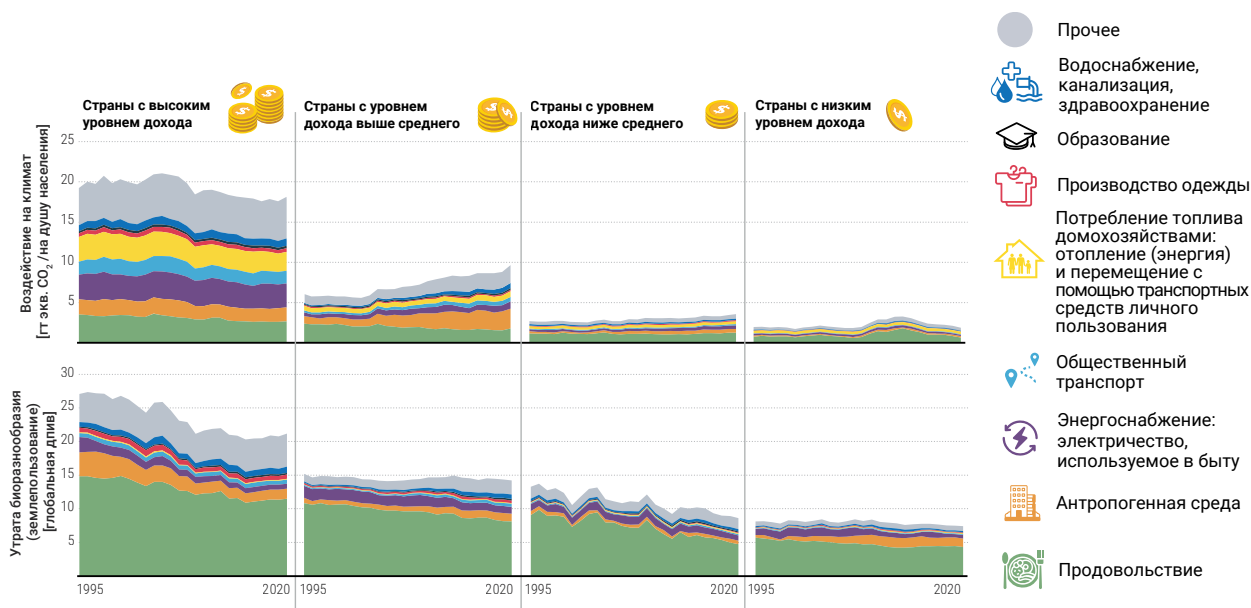 Страны с высоким
уровнем дохода
Страны с уровнем
дохода выше среднего
Страны с уровнем
дохода ниже среднего
Страны с низким
уровнем дохода
Воздействие на климат
[гт экв. CO2/на душу населения]
25
20
15
10
5
Утрата биоразнообразия
(землепользование)
[глобальная дпив]
30
25
20
15
10
5
1995
2020
1995
2020
1995
2020
1995
2020
Прочее
Водоснабжение,
канализация,
здравоохранение
Образование
Производство одежды
Потребление топлива
домохозяйствами:
отопление (энергия)
и перемещение с
помощью транспортных
средств личного
пользования
Общественный
транспорт
Энергоснабжение:
электричество,
используемое в быту
Антропогенная среда
Продовольствие